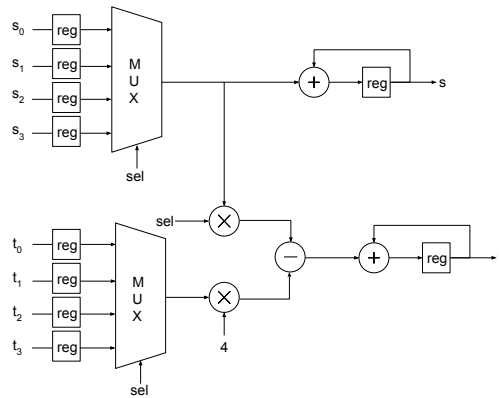 s0 reg
s1 reg
s2 reg
s3 reg
M
U
X
sel
+
reg
s
sel
×
t0 reg
t1 reg
t2 reg
t3 reg
M
U
X
sel
×
4
−
+
reg